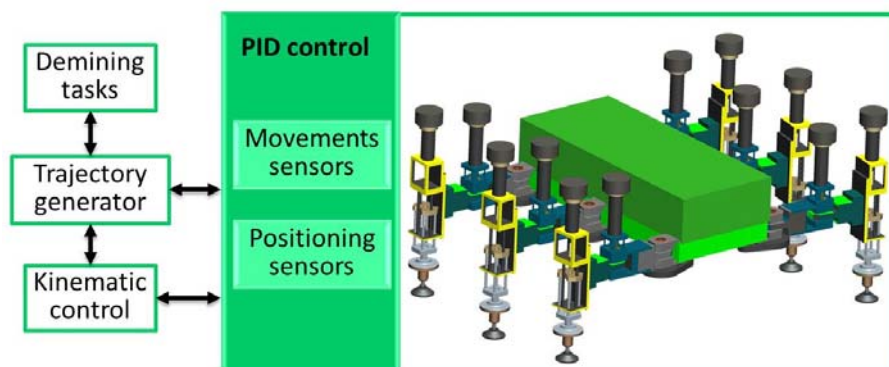 Demining
tasks
Trajectory
generator
Kinematic
control
PID control
Movements
sensors
Positioning
sensors